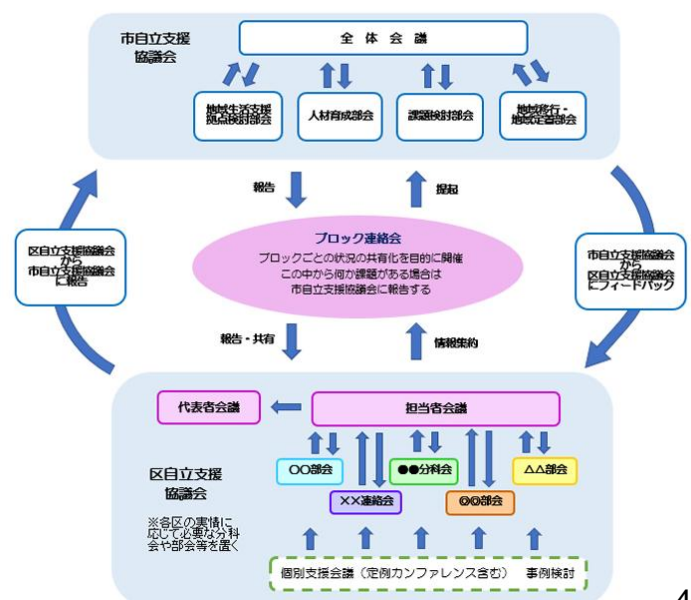 市自立支援
協議会
全体会議
地域生活支援
拠点検討部会
人材育成部会
課題検討部会
地域移行・
地域定着部会
報告
提起
区自立支援協議会
から
市自立支援協議会
に報告
ブロック連絡会
ブロックごとの状況の共有化を目的に開催
この中から何か課題がある場合は
市自立支援協議会に報告する
市自立支援協議会
から
区自立支援協議会
にフィードバック
報告・共有
情報集約
代表者会議
担当者会議
区自立支援
協議会
※各区の実情に
応じて必要な分科
会や部会等を置く
〇〇部会
●●分科会
△△部会
××連絡会
◎◎部会
個別支援会議(定例カンファレンス含む) 事例検討
4